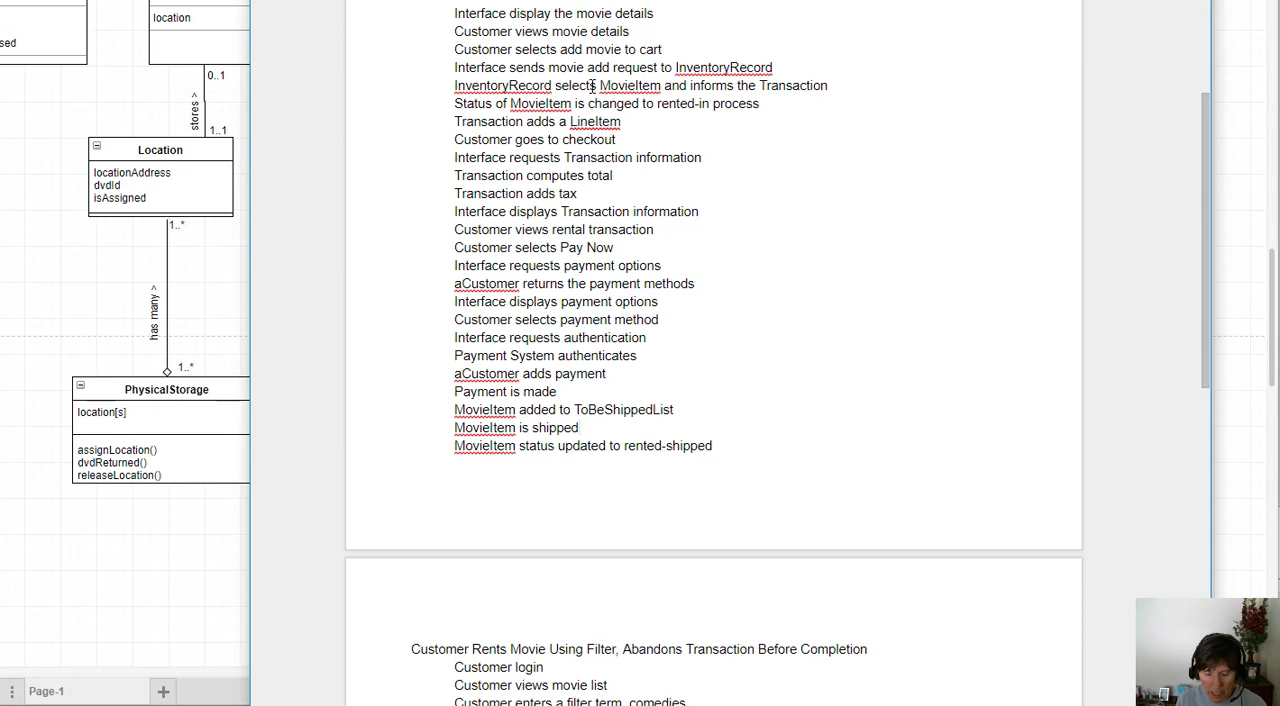 sed
location
0..1
stores >
1..1
Location
locationAddress
dvdId
isAssigned
1..*
has many >
1..*
PhysicalStorage
location[s]
assignLocation()
dvdReturned()
releaseLocation()
Page-1
Interface display the movie details
Customer views movie details
Customer selects add movie to cart
Interface sends movie add request to InventoryRecord
InventoryRecord selects MovieItem and informs the Transaction
Status of MovieItem is changed to rented-in process
Transaction adds a LineItem
Customer goes to checkout
Interface requests Transaction information
Transaction computes total
Transaction adds tax
Interface displays Transaction information
Customer views rental transaction
Customer selects Pay Now
Interface requests payment options
aCustomer returns the payment methods
Interface displays payment options
Customer selects payment method
Interface requests authentication
Payment System authenticates
aCustomer adds payment
Payment is made
MovieItem added to ToBeShippedList
MovieItem is shipped
MovieItem status updated to rented-shipped
Customer Rents Movie Using Filter, Abandons Transaction Before Completion
Customer login
Customer views movie list
Customer enters a filter term, comedies